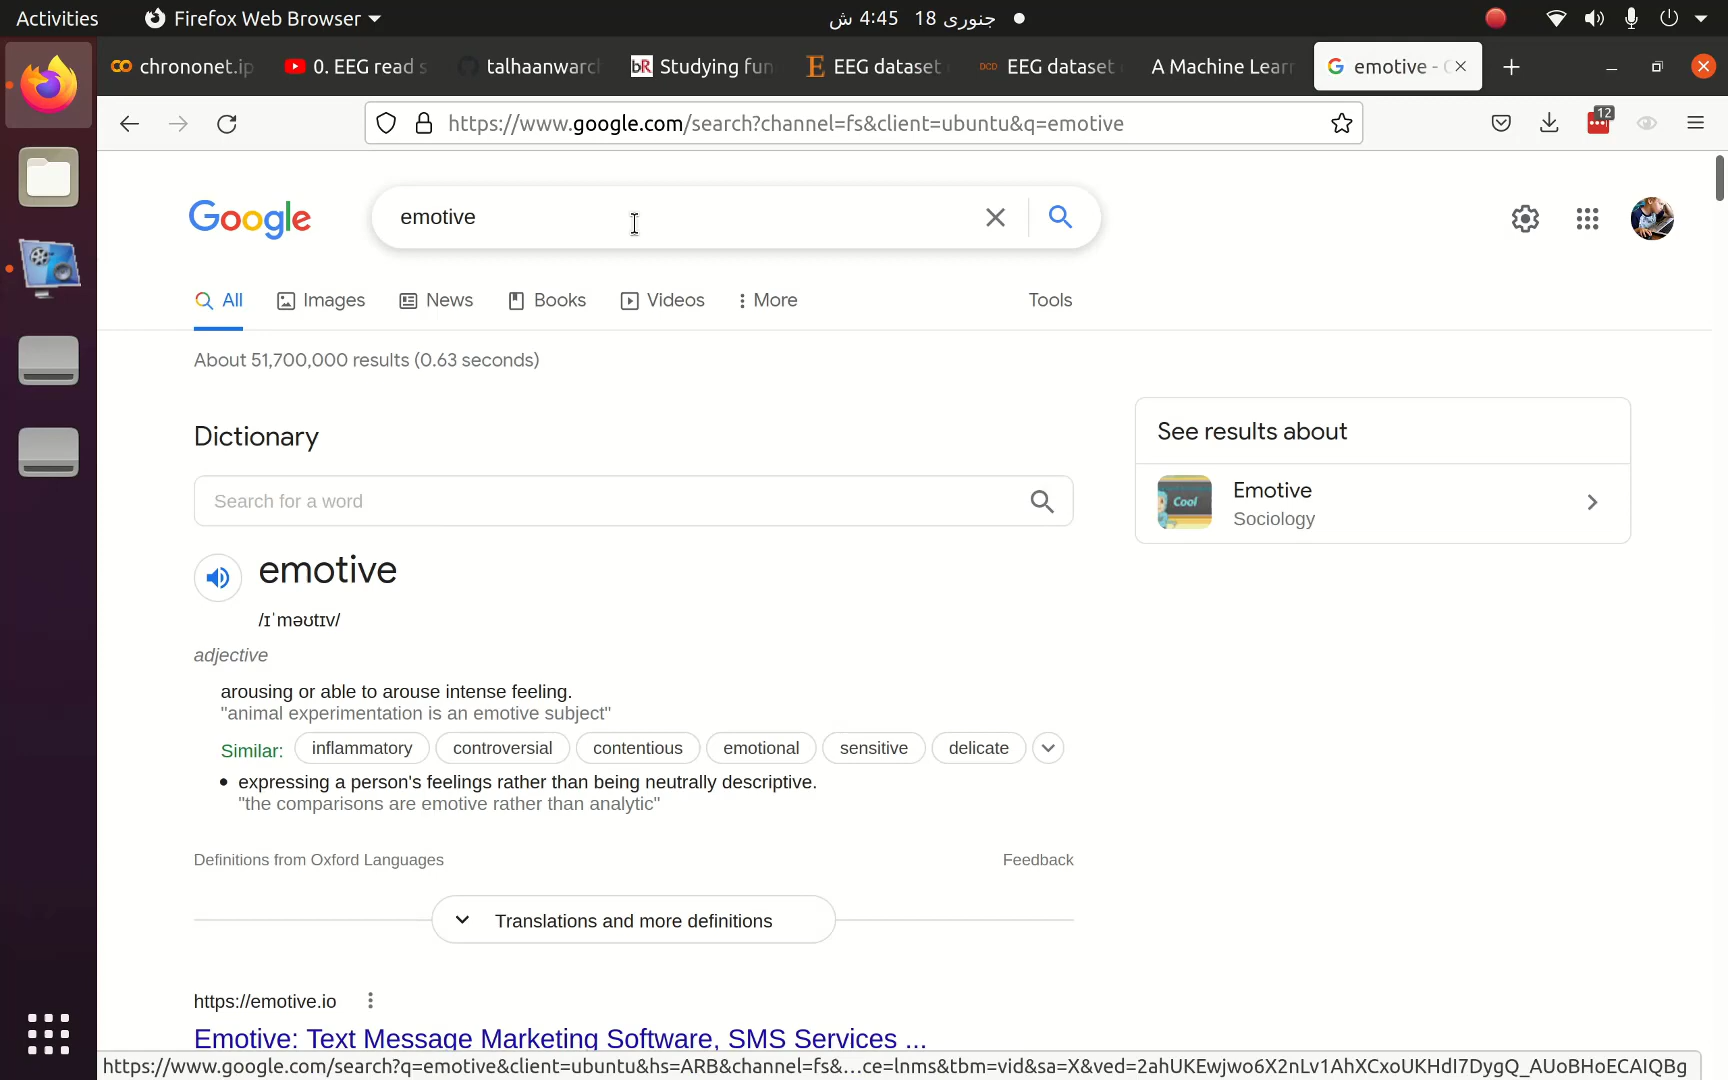 Activities
Firefox Web Browser
ش 4:45 جنوری 18
chrononet.ip
0. EEG read s
talhaanwarch
bR Studying fun
E EEG dataset
DCD EEG dataset
A Machine Learn
emotive - G
https://www.google.com/search?channel=fs&client=ubuntu&q=emotive
12
Google
emotive
All
Images
News
Books
Videos
More
Tools
About 51,700,000 results (0.63 seconds)
Dictionary
Search for a word
emotive
/ɪˈməʊtɪv/
adjective
arousing or able to arouse intense feeling.
"animal experimentation is an emotive subject"
Similar: inflammatory controversial contentious emotional sensitive delicate
• expressing a person's feelings rather than being neutrally descriptive.
"the comparisons are emotive rather than analytic"
Definitions from Oxford Languages
Feedback
Translations and more definitions
See results about
Cool
Emotive
Sociology
https://emotive.io
Emotive: Text Message Marketing Software, SMS Services ...
https://www.google.com/search?q=emotive&client=ubuntu&hs=ARB&channel=fs&...ce=lnms&tbm=vid&sa=X&ved=2ahUKEwjwo6X2nLv1AhXCxoUKHdI7DygQ_AUoBHoECAIQBg